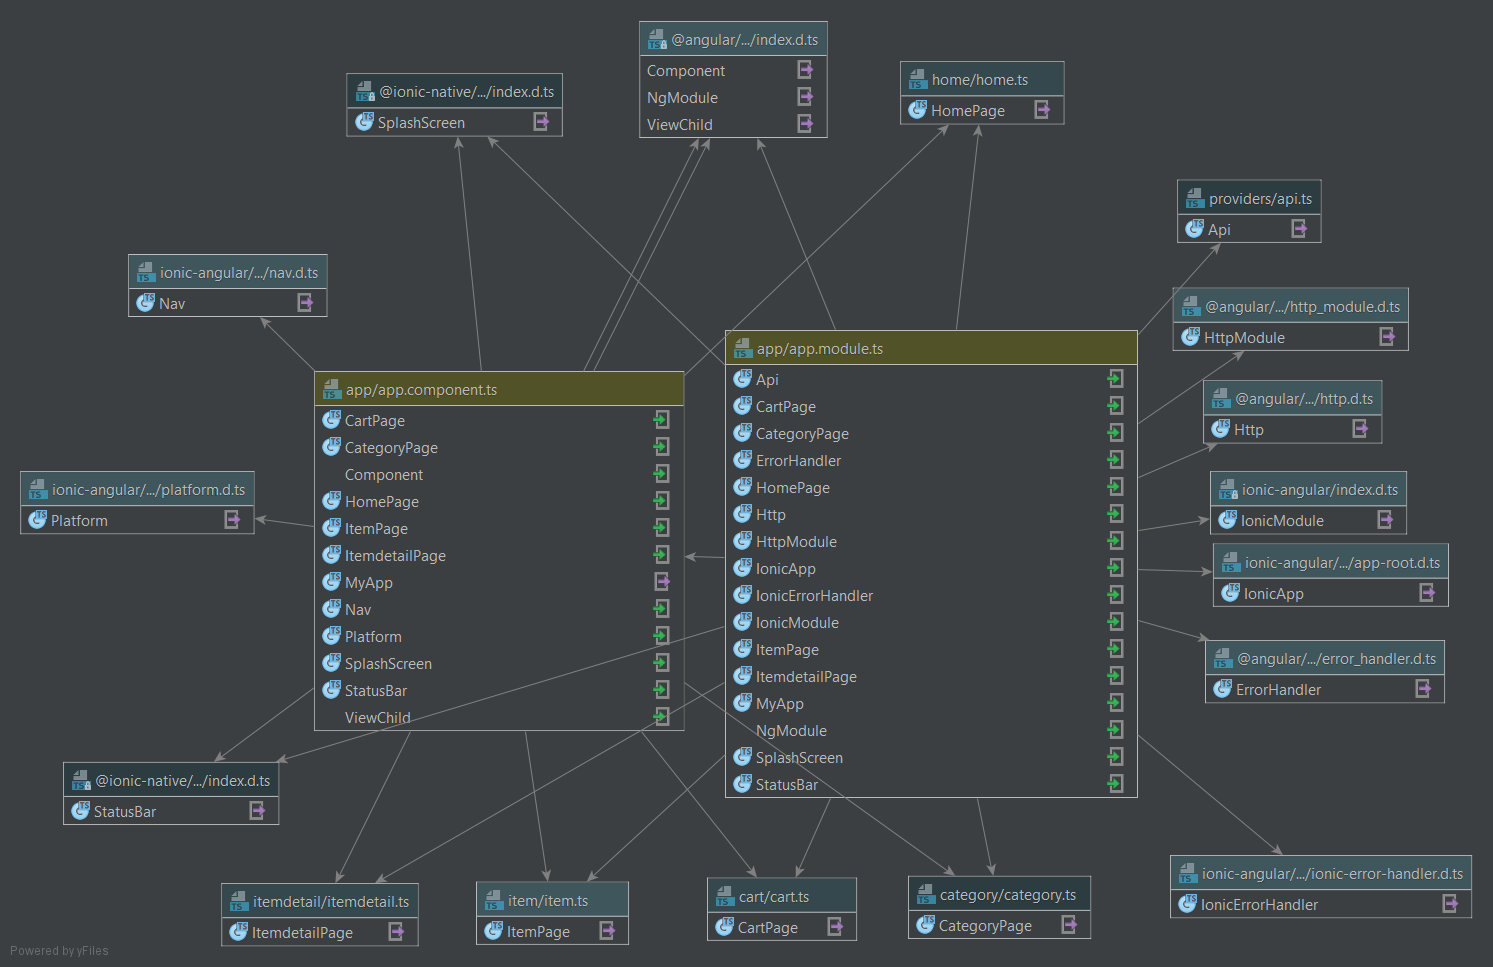 @angular/.../index.d.ts
Component
NgModule
ViewChild
@ionic-native/.../index.d.ts
SplashScreen
home/home.ts
HomePage
providers/api.ts
Api
ionic-angular/.../nav.d.ts
Nav
@angular/.../http_module.d.ts
HttpModule
app/app.module.ts
Api
CartPage
CategoryPage
ErrorHandler
HomePage
Http
HttpModule
IonicApp
IonicErrorHandler
IonicModule
ItemPage
ItemdetailPage
MyApp
NgModule
SplashScreen
StatusBar
app/app.component.ts
CartPage
CategoryPage
Component
HomePage
ItemPage
ItemdetailPage
MyApp
Nav
Platform
SplashScreen
StatusBar
ViewChild
@angular/.../http.d.ts
Http
ionic-angular/.../platform.d.ts
Platform
ionic-angular/index.d.ts
IonicModule
ionic-angular/.../app-root.d.ts
IonicApp
@angular/.../error_handler.d.ts
ErrorHandler
@ionic-native/.../index.d.ts
StatusBar
ionic-angular/.../ionic-error-handler.d.ts
IonicErrorHandler
itemdetail/itemdetail.ts
ItemdetailPage
item/item.ts
ItemPage
cart/cart.ts
CartPage
category/category.ts
CategoryPage
Powered by yFiles